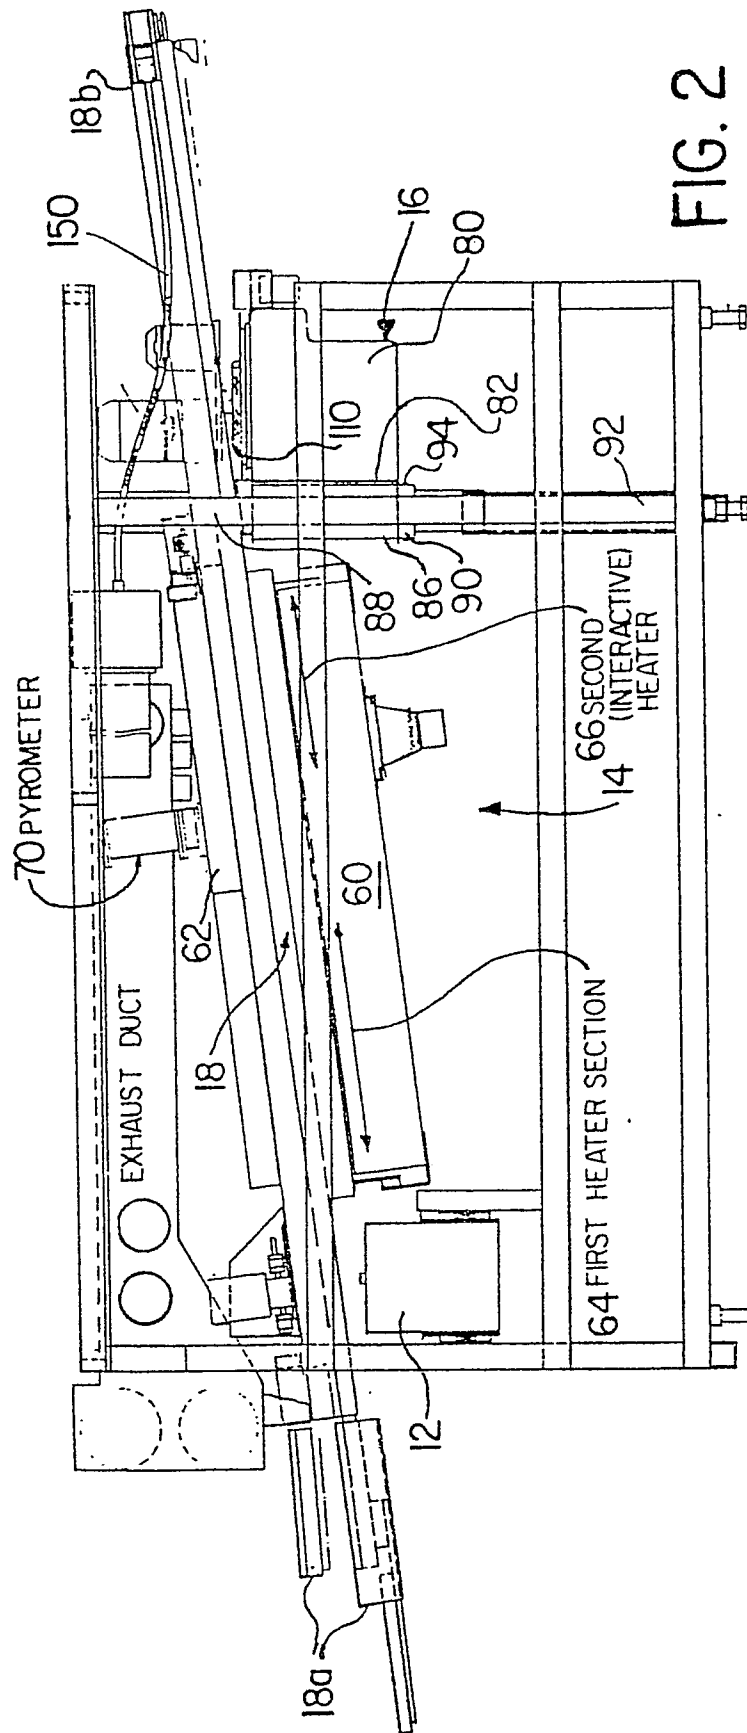 18b
150
70 PYROMETER
EXHAUST DUCT
62
18
16
80
110
82
94
92
88
86
90
66 SECOND
(INTERACTIVE)
HEATER
14
60
64 FIRST HEATER SECTION
12
18a
FIG. 2